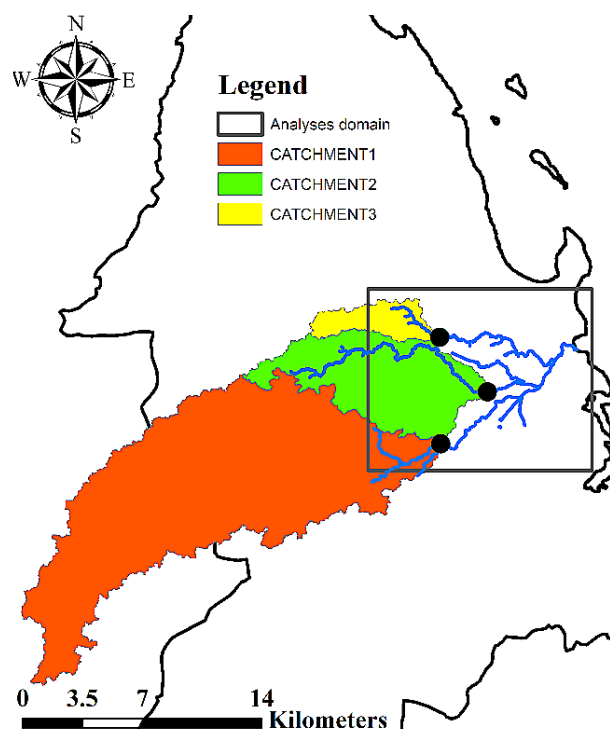 N
W E
S
Legend
Analyses domain
CATCHMENT1
CATCHMENT2
CATCHMENT3
0 3.5 7 14
Kilometers